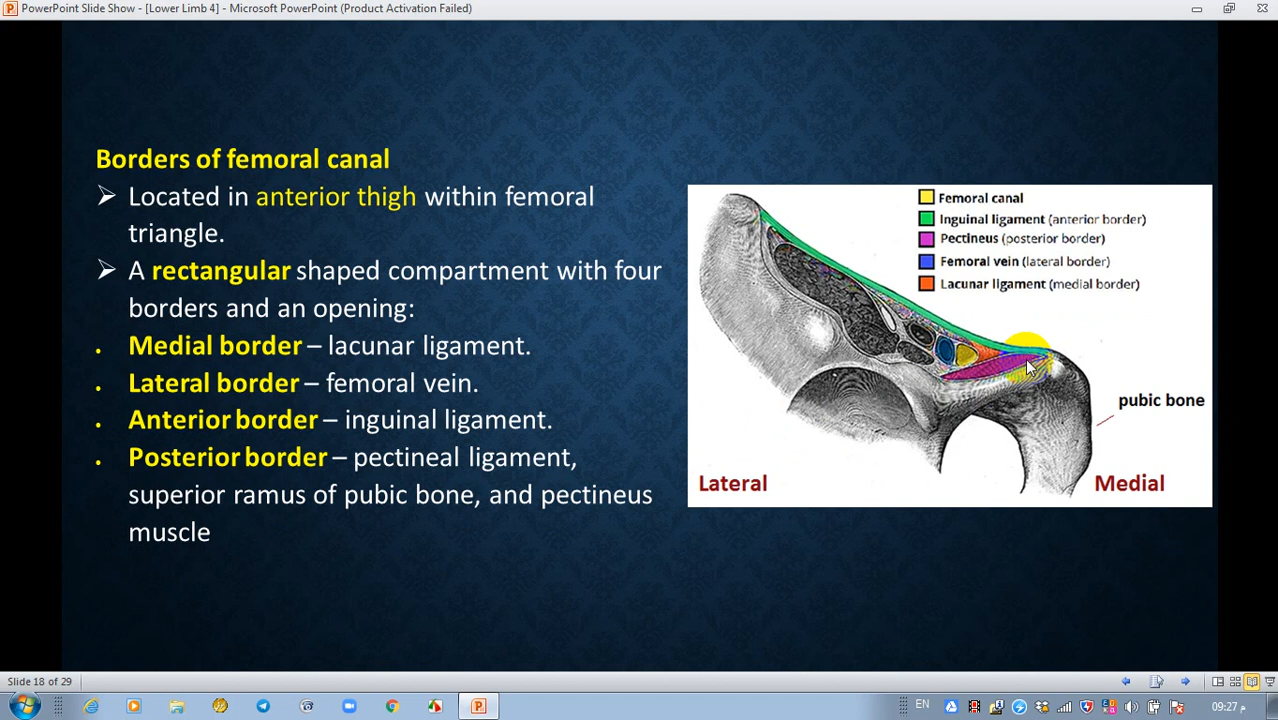 PowerPoint Slide Show - [Lower Limb 4] - Microsoft PowerPoint (Product Activation Failed)
Borders of femoral canal
➢ Located in anterior thigh within femoral
triangle.
➢ A rectangular shaped compartment with four
borders and an opening:
• Medial border – lacunar ligament.
• Lateral border – femoral vein.
• Anterior border – inguinal ligament.
• Posterior border – pectineal ligament,
superior ramus of pubic bone, and pectineus
muscle
Femoral canal
Inguinal ligament (anterior border)
Pectineus (posterior border)
Femoral vein (lateral border)
Lacunar ligament (medial border)
pubic bone
Lateral
Medial
Slide 18 of 29
EN
09:27 م